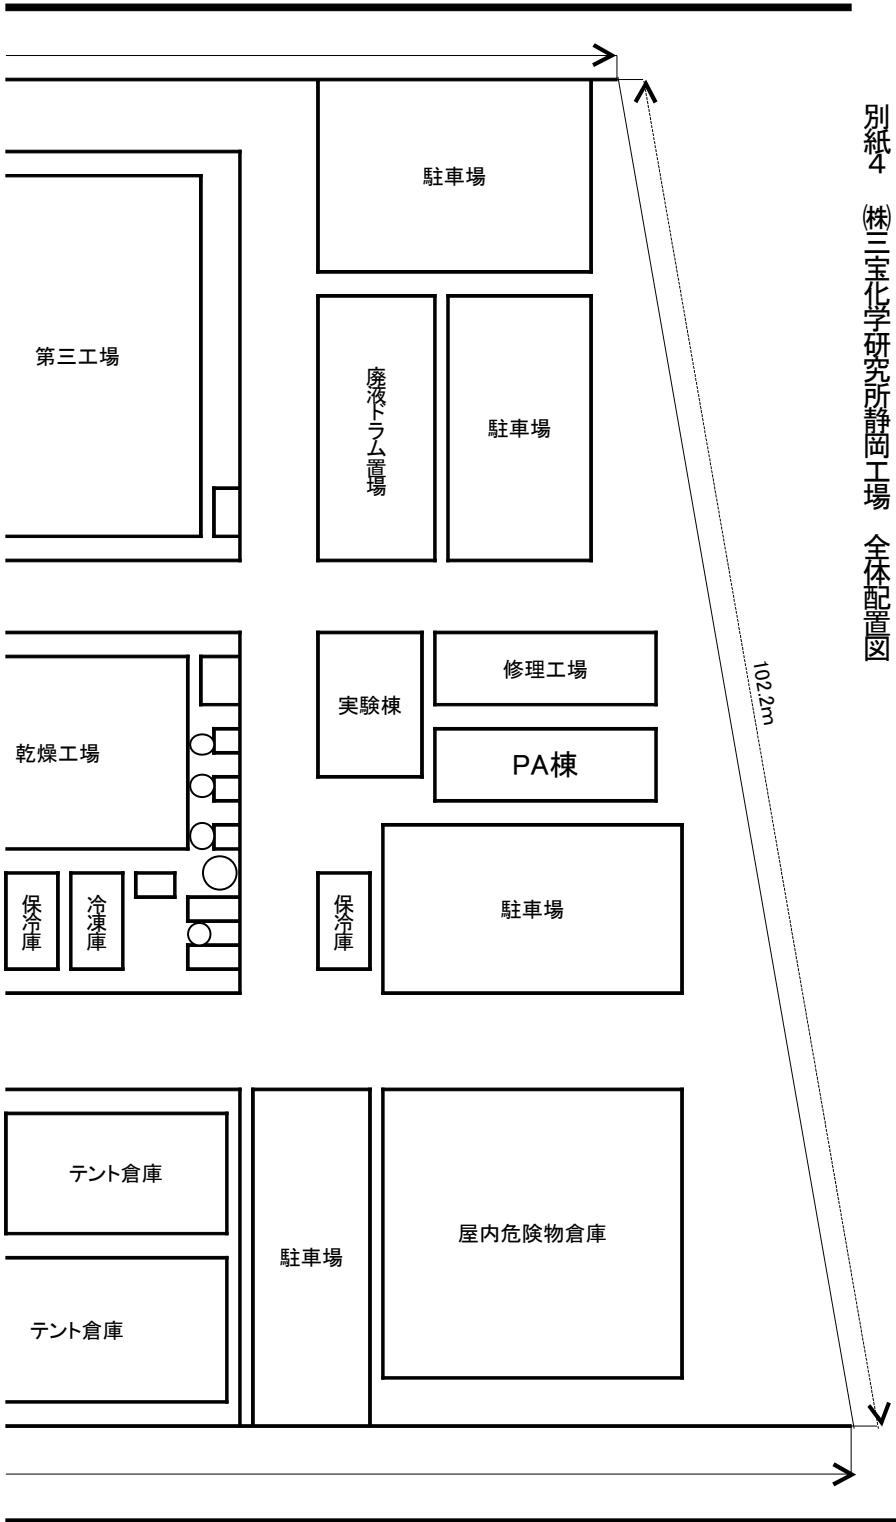 別紙4 ㈱三宝化学研究所静岡工場 全体配置図
駐車場
第三工場
廃液ドラム置場
駐車場
実験棟
修理工場
102.2m
乾燥工場
PA棟
保冷庫
冷凍庫
保冷庫
駐車場
テント倉庫
駐車場
屋内危険物倉庫
テント倉庫